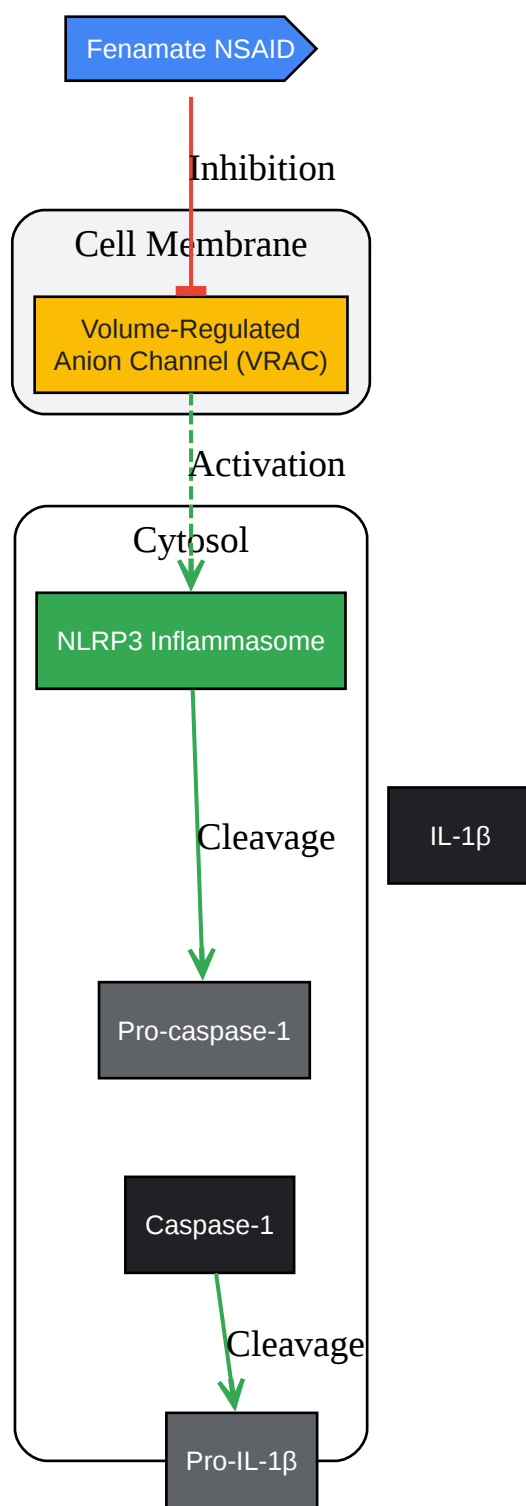 Fenamate NSAID
Inhibition
Cell Membrane
Volume-Regulated
Anion Channel (VRAC)
Activation
Cytosol
NLRP3 Inflammasome
Cleavage
IL-1β
Pro-caspase-1
Caspase-1
Cleavage
Pro-IL-1β